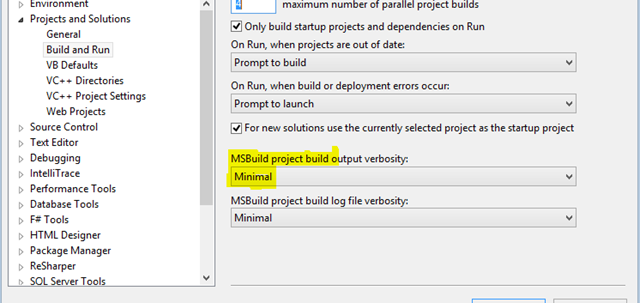 Environment
Projects and Solutions
General
Build and Run
VB Defaults
VC++ Directories
VC++ Project Settings
Web Projects
Source Control
Text Editor
Debugging
IntelliTrace
Performance Tools
Database Tools
F# Tools
HTML Designer
Package Manager
ReSharper
SQL Server Tools
4 maximum number of parallel project builds
Only build startup projects and dependencies on Run
On Run, when projects are out of date:
Prompt to build
On Run, when build or deployment errors occur:
Prompt to launch
For new solutions use the currently selected project as the startup project
MSBuild project build output verbosity:
Minimal
MSBuild project build log file verbosity:
Minimal